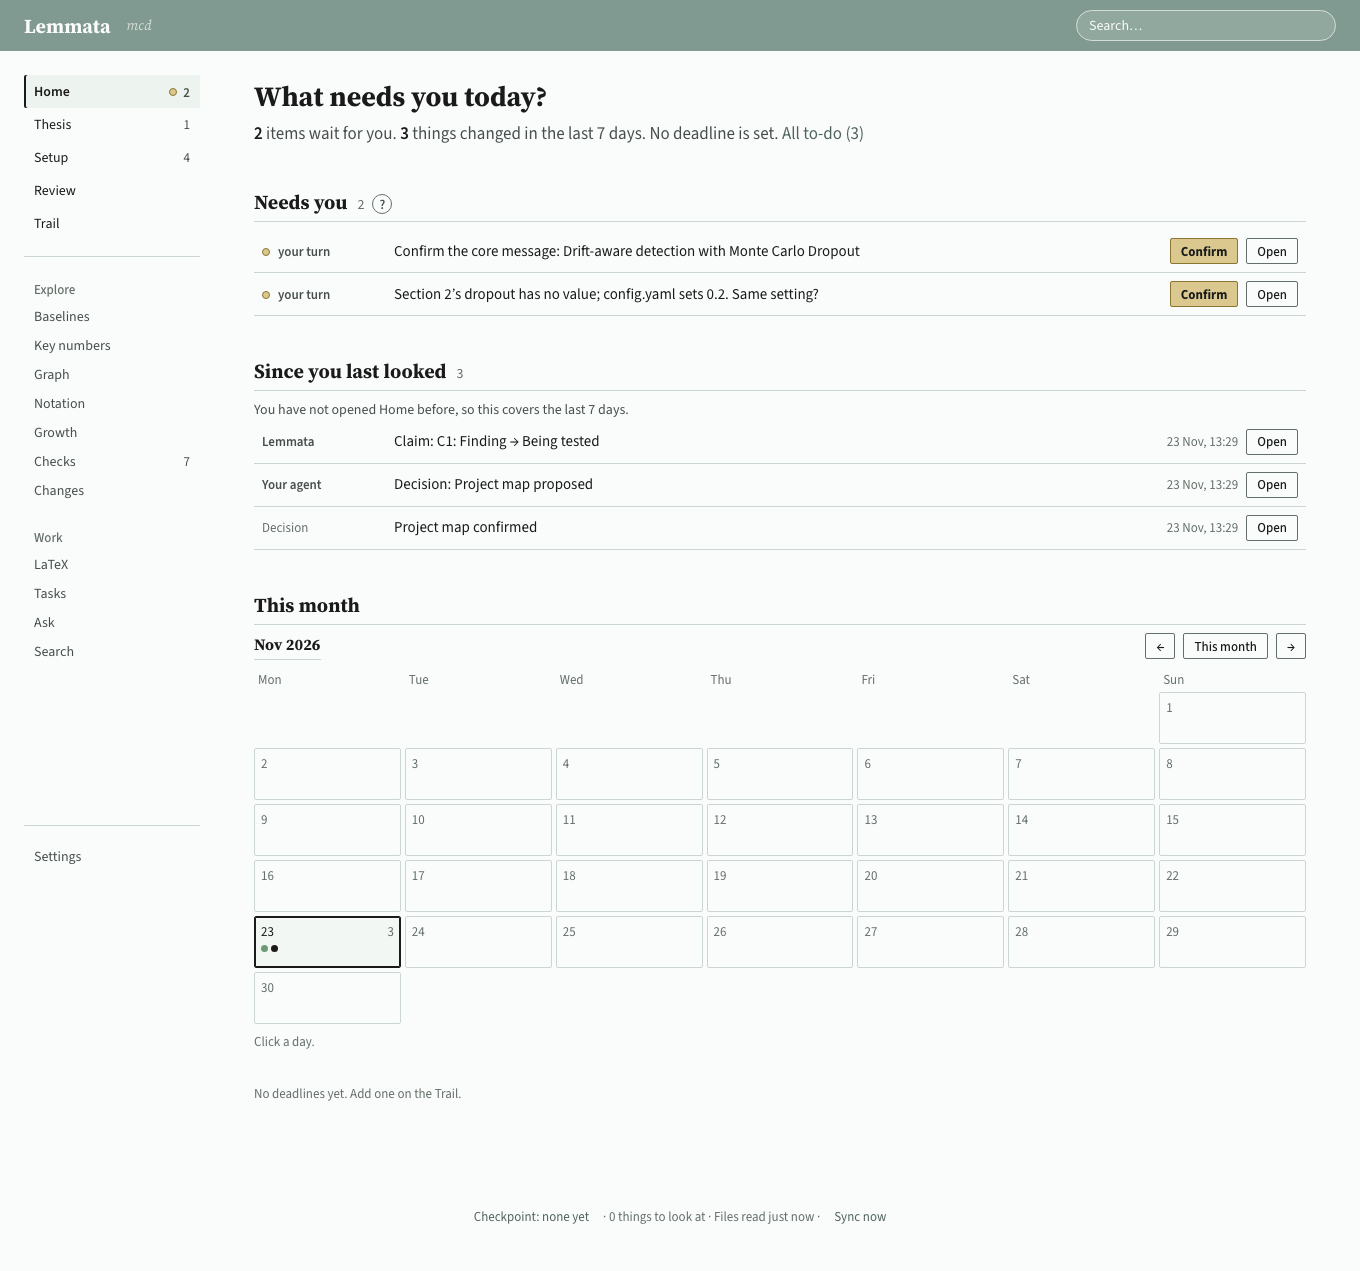 Lemmata mcd Search…
Home 2
Thesis 1
Setup 4
Review
Trail
Explore
Baselines
Key numbers
Graph
Notation
Growth
Checks 7
Changes
Work
LaTeX
Tasks
Ask
Search
Settings
What needs you today?
2 items wait for you. 3 things changed in the last 7 days. No deadline is set. All to-do (3)
Needs you 2 ?
your turn Confirm the core message: Drift-aware detection with Monte Carlo Dropout Confirm Open
your turn Section 2’s dropout has no value; config.yaml sets 0.2. Same setting? Confirm Open
Since you last looked 3
You have not opened Home before, so this covers the last 7 days.
Lemmata Claim: C1: Finding → Being tested 23 Nov, 13:29 Open
Your agent Decision: Project map proposed 23 Nov, 13:29 Open
Decision Project map confirmed 23 Nov, 13:29 Open
This month
Nov 2026 ← This month →
Mon Tue Wed Thu Fri Sat Sun
1
2 3 4 5 6 7 8
9 10 11 12 13 14 15
16 17 18 19 20 21 22
23 3 24 25 26 27 28 29
30
Click a day.
No deadlines yet. Add one on the Trail.
Checkpoint: none yet · 0 things to look at · Files read just now · Sync now